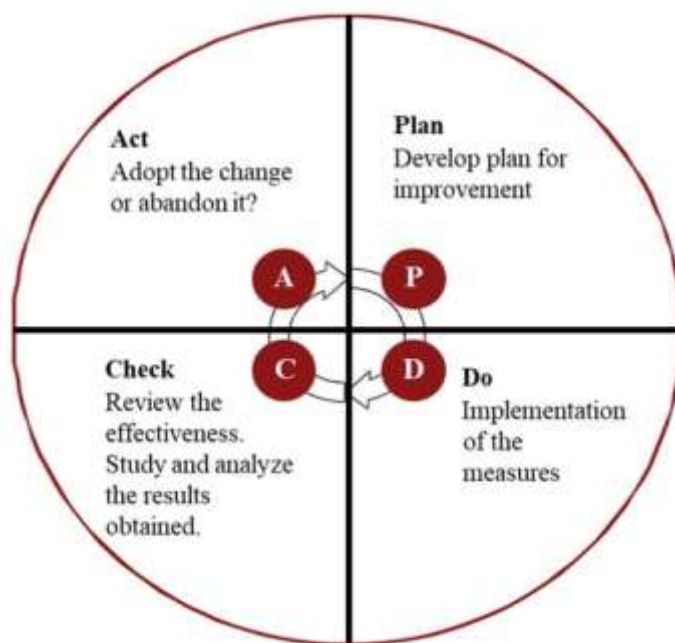 Act
Adopt the change
or abandon it?
Plan
Develop plan for
improvement
A
P
C
D
Check
Review the
effectiveness.
Study and analyze
the results
obtained.
Do
Implementation
of the
measures